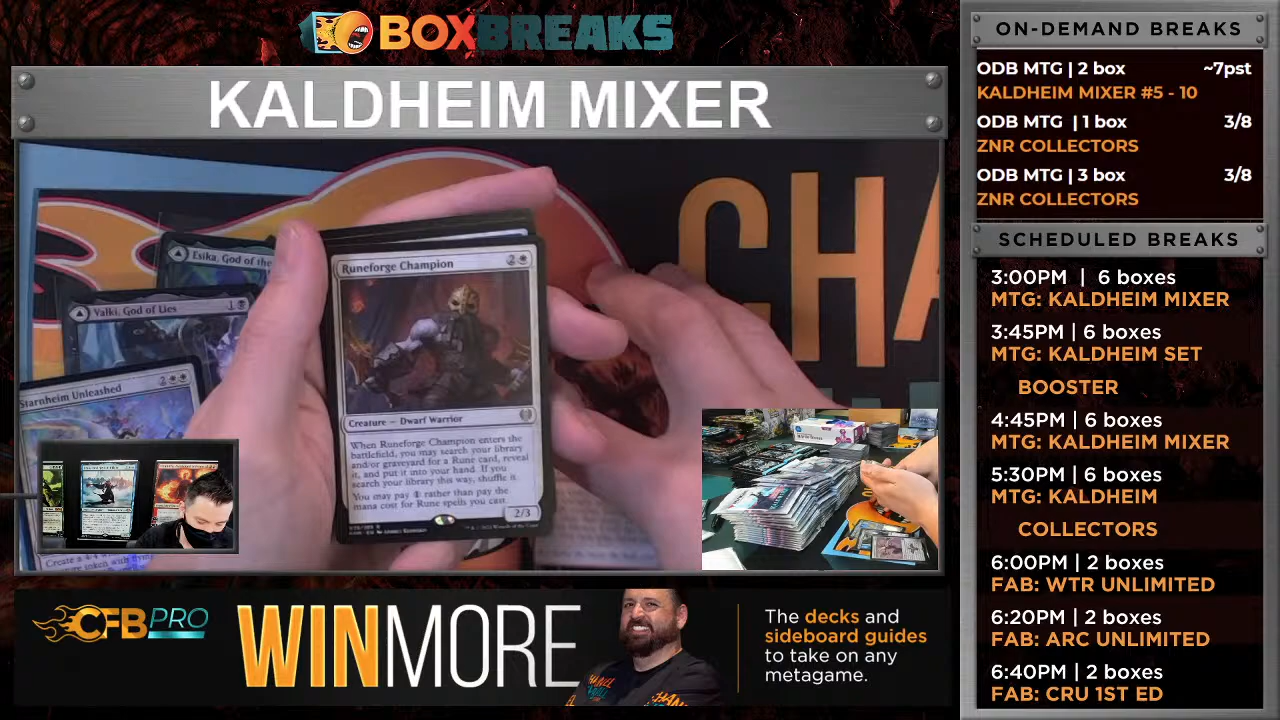 BOXBREAKS
KALDHEIM MIXER
Esika, God of the
Valki, God of Lies 1
Starnheim Unleashed 2
Runeforge Champion 2
Creature — Dwarf Warrior
When Runeforge Champion enters the
battlefield, you may search your library
and/or graveyard for a Rune card, reveal
it, and put it into your hand. If you
search your library this way, shuffle it.
You may pay 1 rather than pay the
mana cost for Rune spells you cast.
2/3
CHA
CFBPRO
WINMORE
The decks and
sideboard guides
to take on any
metagame.
ON-DEMAND BREAKS
ODB MTG | 2 box ~7pst
KALDHEIM MIXER #5 - 10
ODB MTG | 1 box 3/8
ZNR COLLECTORS
ODB MTG | 3 box 3/8
ZNR COLLECTORS
SCHEDULED BREAKS
3:00PM | 6 boxes
MTG: KALDHEIM MIXER
3:45PM | 6 boxes
MTG: KALDHEIM SET
BOOSTER
4:45PM | 6 boxes
MTG: KALDHEIM MIXER
5:30PM | 6 boxes
MTG: KALDHEIM
COLLECTORS
6:00PM | 2 boxes
FAB: WTR UNLIMITED
6:20PM | 2 boxes
FAB: ARC UNLIMITED
6:40PM | 2 boxes
FAB: CRU 1ST ED